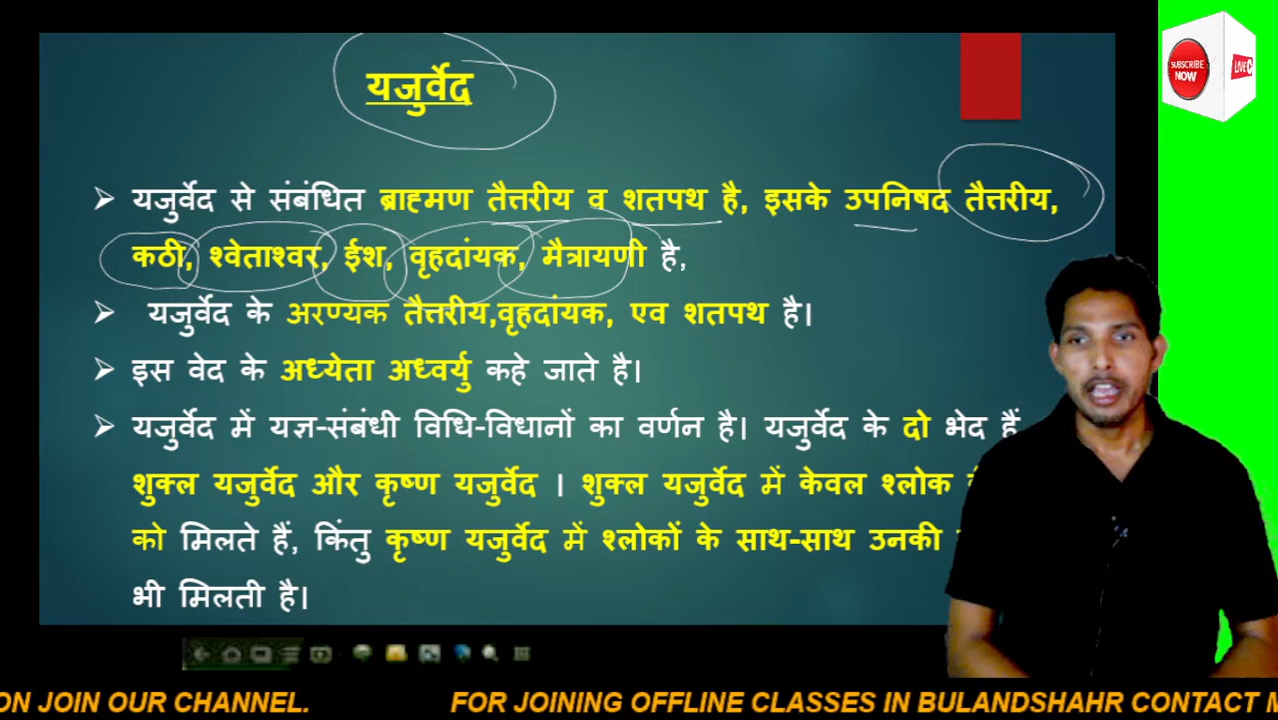 यजुर्वेद
SUBSCRIBE NOW
LIVE
यजुर्वेद से संबंधित ब्राह्मण तैत्तरीय व शतपथ है, इसके उपनिषद तैत्तरीय,
कठी, श्वेताश्वर, ईश, वृहदांयक, मैत्रायणी है,
यजुर्वेद के अरण्यक तैत्तरीय,वृहदांयक, एव शतपथ है।
इस वेद के अध्येता अध्वर्यु कहे जाते है।
यजुर्वेद में यज्ञ-संबंधी विधि-विधानों का वर्णन है। यजुर्वेद के दो भेद हैं
शुक्ल यजुर्वेद और कृष्ण यजुर्वेद । शुक्ल यजुर्वेद में केवल श्लोक
को मिलते हैं, किंतु कृष्ण यजुर्वेद में श्लोकों के साथ-साथ उनकी
भी मिलती है।
ON JOIN OUR CHANNEL. FOR JOINING OFFLINE CLASSES IN BULANDSHAHR CONTACT